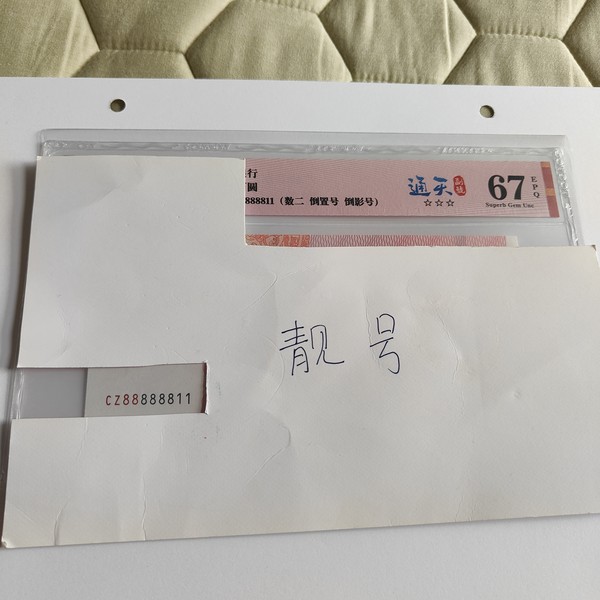 行
圆
888811（数二 倒置号 倒影号）
通天
☆☆☆
67
EPQ
Superb Gem Unc
靓号
CZ88888811